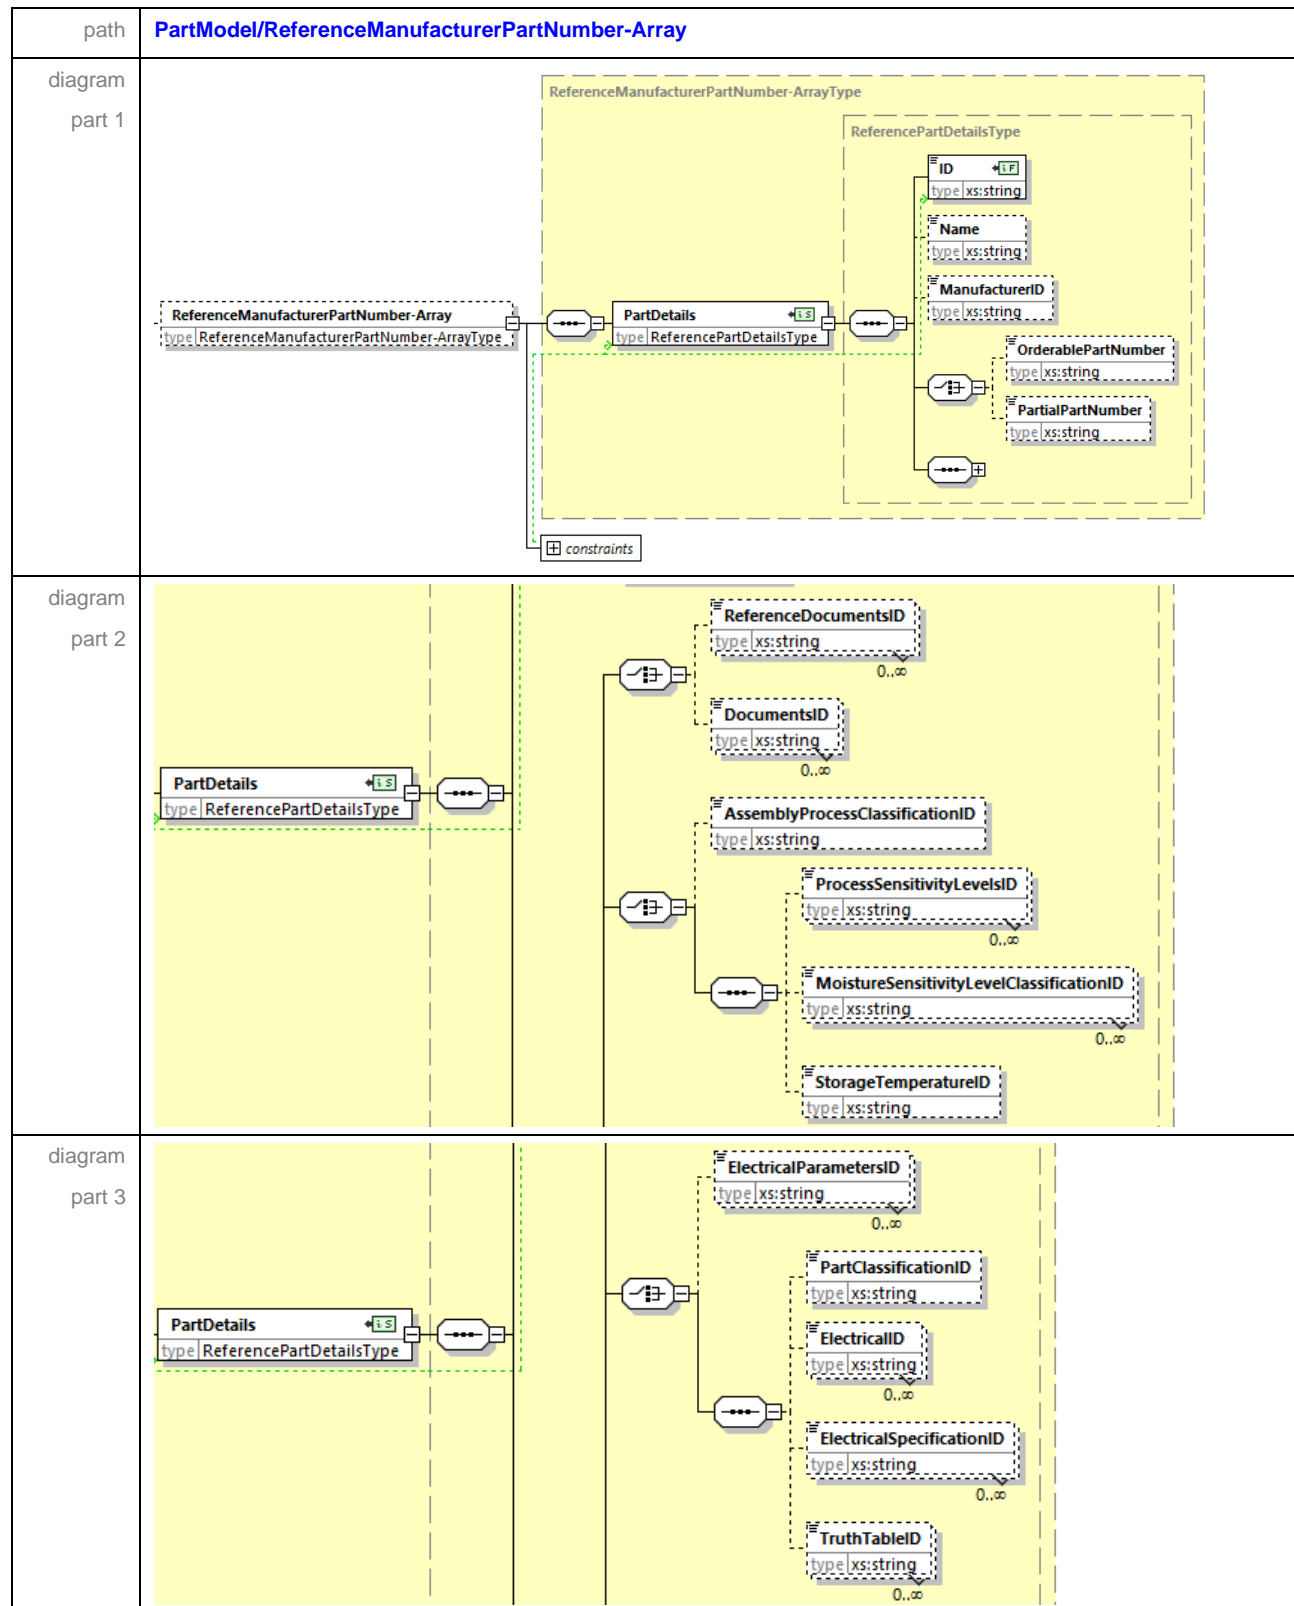 path
PartModel/ReferenceManufacturerPartNumber-Array
diagram
part 1
ReferenceManufacturerPartNumber-ArrayType
ReferencePartDetailsType
ID
type xs:string
Name
type xs:string
ManufacturerID
type xs:string
ReferenceManufacturerPartNumber-Array
type ReferenceManufacturerPartNumber-ArrayType
PartDetails
type ReferencePartDetailsType
OrderablePartNumber
type xs:string
PartialPartNumber
type xs:string
constraints
diagram
part 2
ReferenceDocumentsID
type xs:string
0..∞
DocumentsID
type xs:string
0..∞
PartDetails
type ReferencePartDetailsType
AssemblyProcessClassificationID
type xs:string
ProcessSensitivityLevelsID
type xs:string
0..∞
MoistureSensitivityLevelClassificationID
type xs:string
0..∞
StorageTemperatureID
type xs:string
diagram
part 3
ElectricalParametersID
type xs:string
0..∞
PartClassificationID
type xs:string
PartDetails
type ReferencePartDetailsType
ElectricalID
type xs:string
0..∞
ElectricalSpecificationID
type xs:string
0..∞
TruthTableID
type xs:string
0..∞